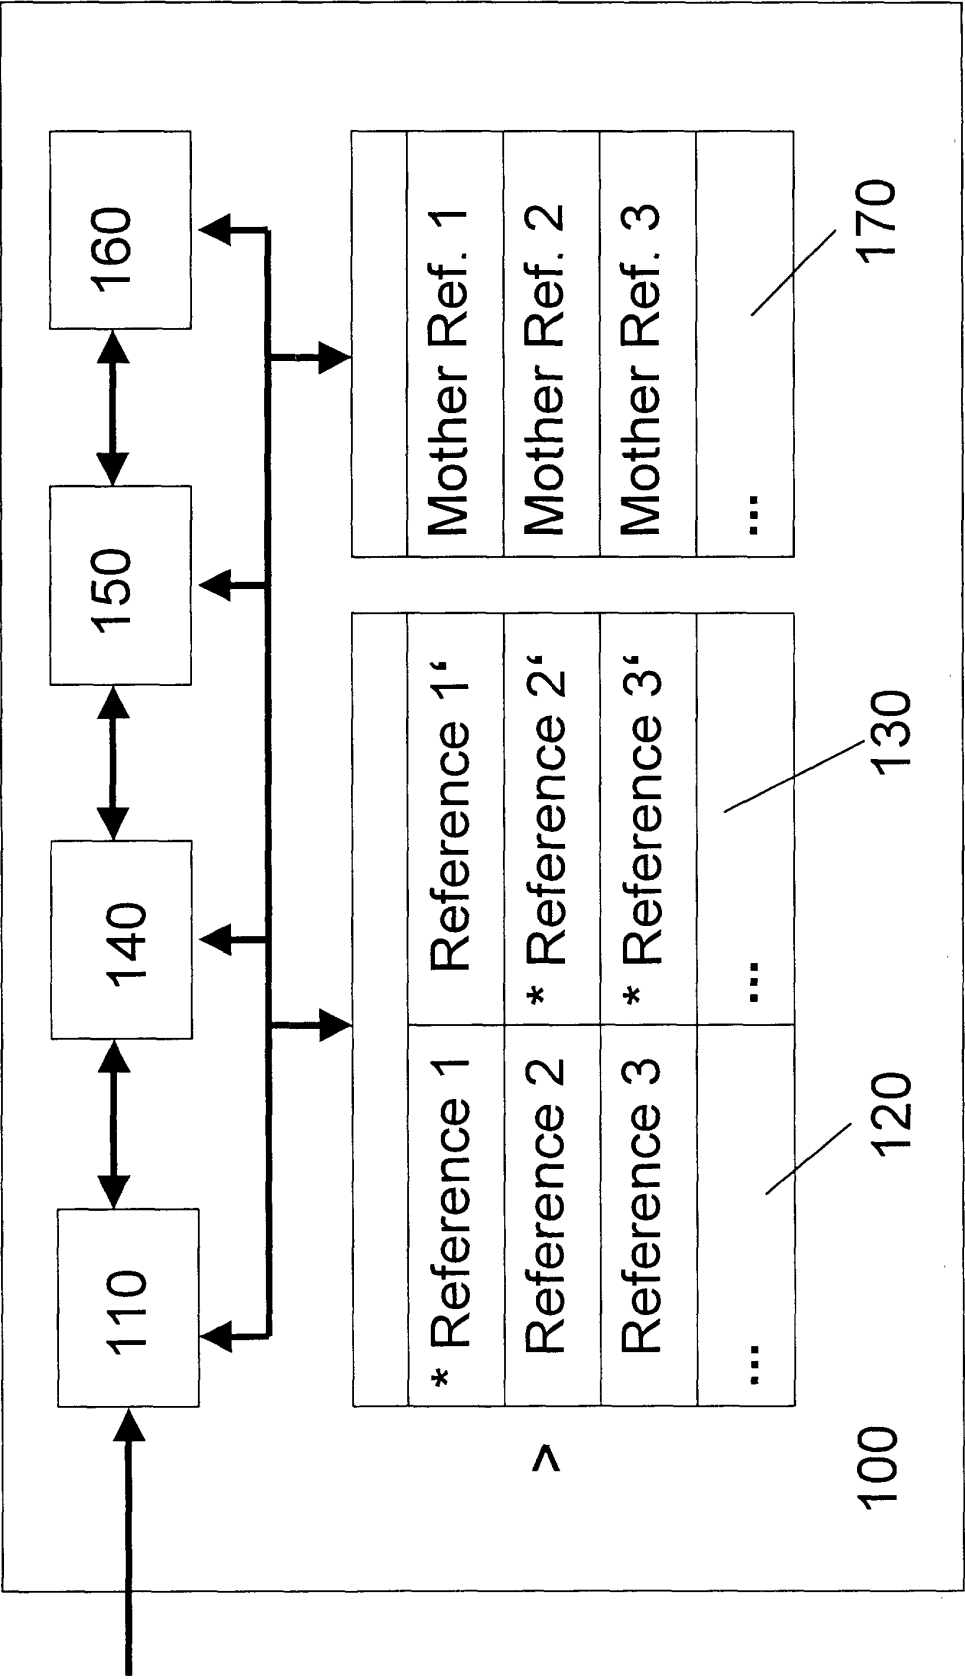 110 140 150 160
* Reference 1 Reference 1‘ Mother Ref. 1
> Reference 2 * Reference 2‘ Mother Ref. 2
Reference 3 * Reference 3‘ Mother Ref. 3
... ... ...
100 120 130 170